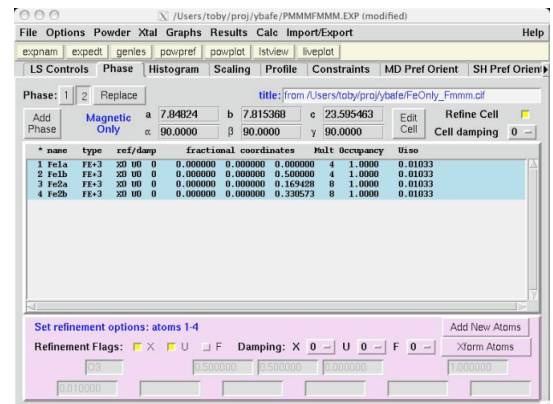 /Users/toby/proj/ybafe/PMMMFMMM.EXP (modified)
File Options Powder Xtal Graphs Results Calc Import/Export Help
expnam expedt genles powpref powplot lstview liveplot
LS Controls Phase Histogram Scaling Profile Constraints MD Pref Orient SH Pref Orien
Phase: 1 2 Replace title: from /Users/toby/proj/ybafe/FeOnly_Fmmm.cif
Add Phase Magnetic Only a 7.84824 b 7.815368 c 23.595463 Edit Cell Refine Cell
α 90.0000 β 90.0000 γ 90.0000 Cell damping 0
* name type ref/damp fractional coordinates Mult Occupancy Uiso
1 Fe1a FE+3 X0 U0 0 0.000000 0.000000 0.000000 4 1.0000 0.01033
2 Fe1b FE+3 X0 U0 0 0.000000 0.000000 0.500000 4 1.0000 0.01033
3 Fe2a FE+3 X0 U0 0 0.000000 0.000000 0.169428 8 1.0000 0.01033
4 Fe2b FE+3 X0 U0 0 0.000000 0.000000 0.330573 8 1.0000 0.01033
Set refinement options: atoms 1-4 Add New Atoms
Refinement Flags: X U F Damping: X 0 U 0 F 0 Xform Atoms
O3 0.500000 0.500000 0.000000 1.000000
0.010000